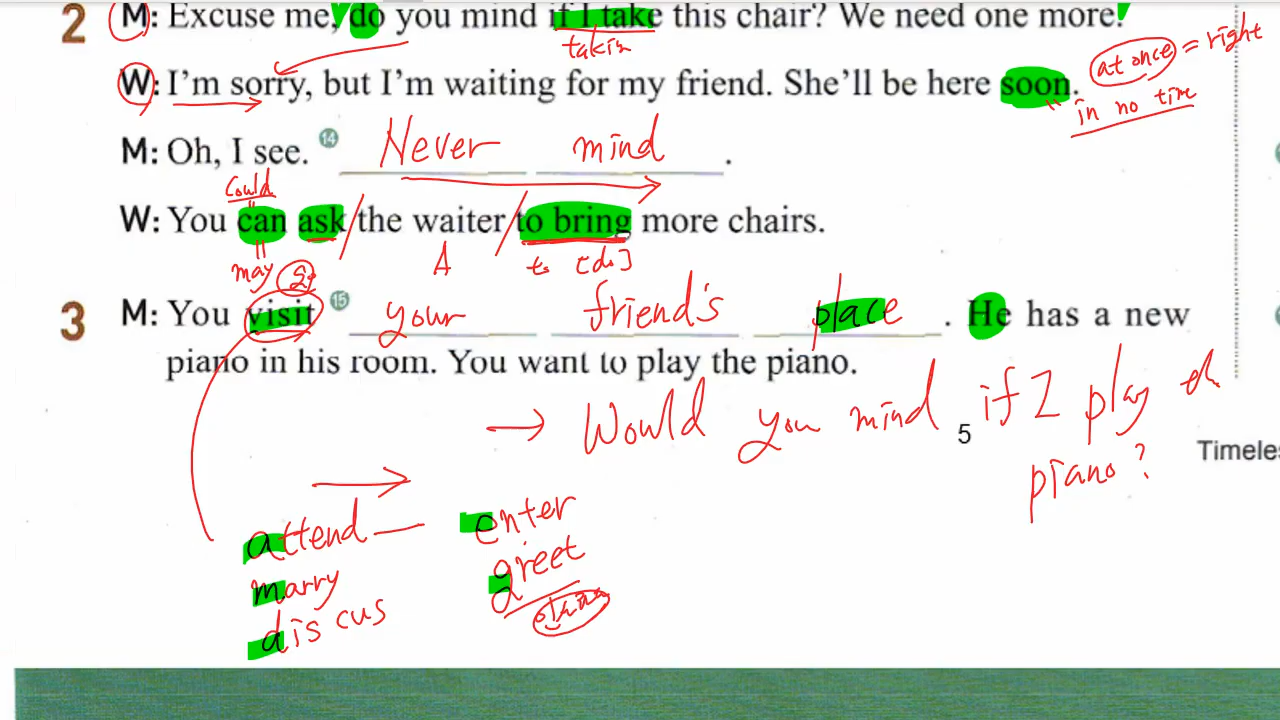 2 M: Excuse me, do you mind if I take this chair? We need one more.
takin
at once = right
W: I'm sorry, but I'm waiting for my friend. She'll be here soon.
in no time
M: Oh, I see. 14 Never mind.
could
W: You can ask / the waiter / to bring more chairs.
may
A
to [do]
3 M: You visit 15 your friend's place. He has a new
piano in his room. You want to play the piano.
→ Would you mind if I play th
piano?
5
Timeles
attend — enter
marry greet
discus